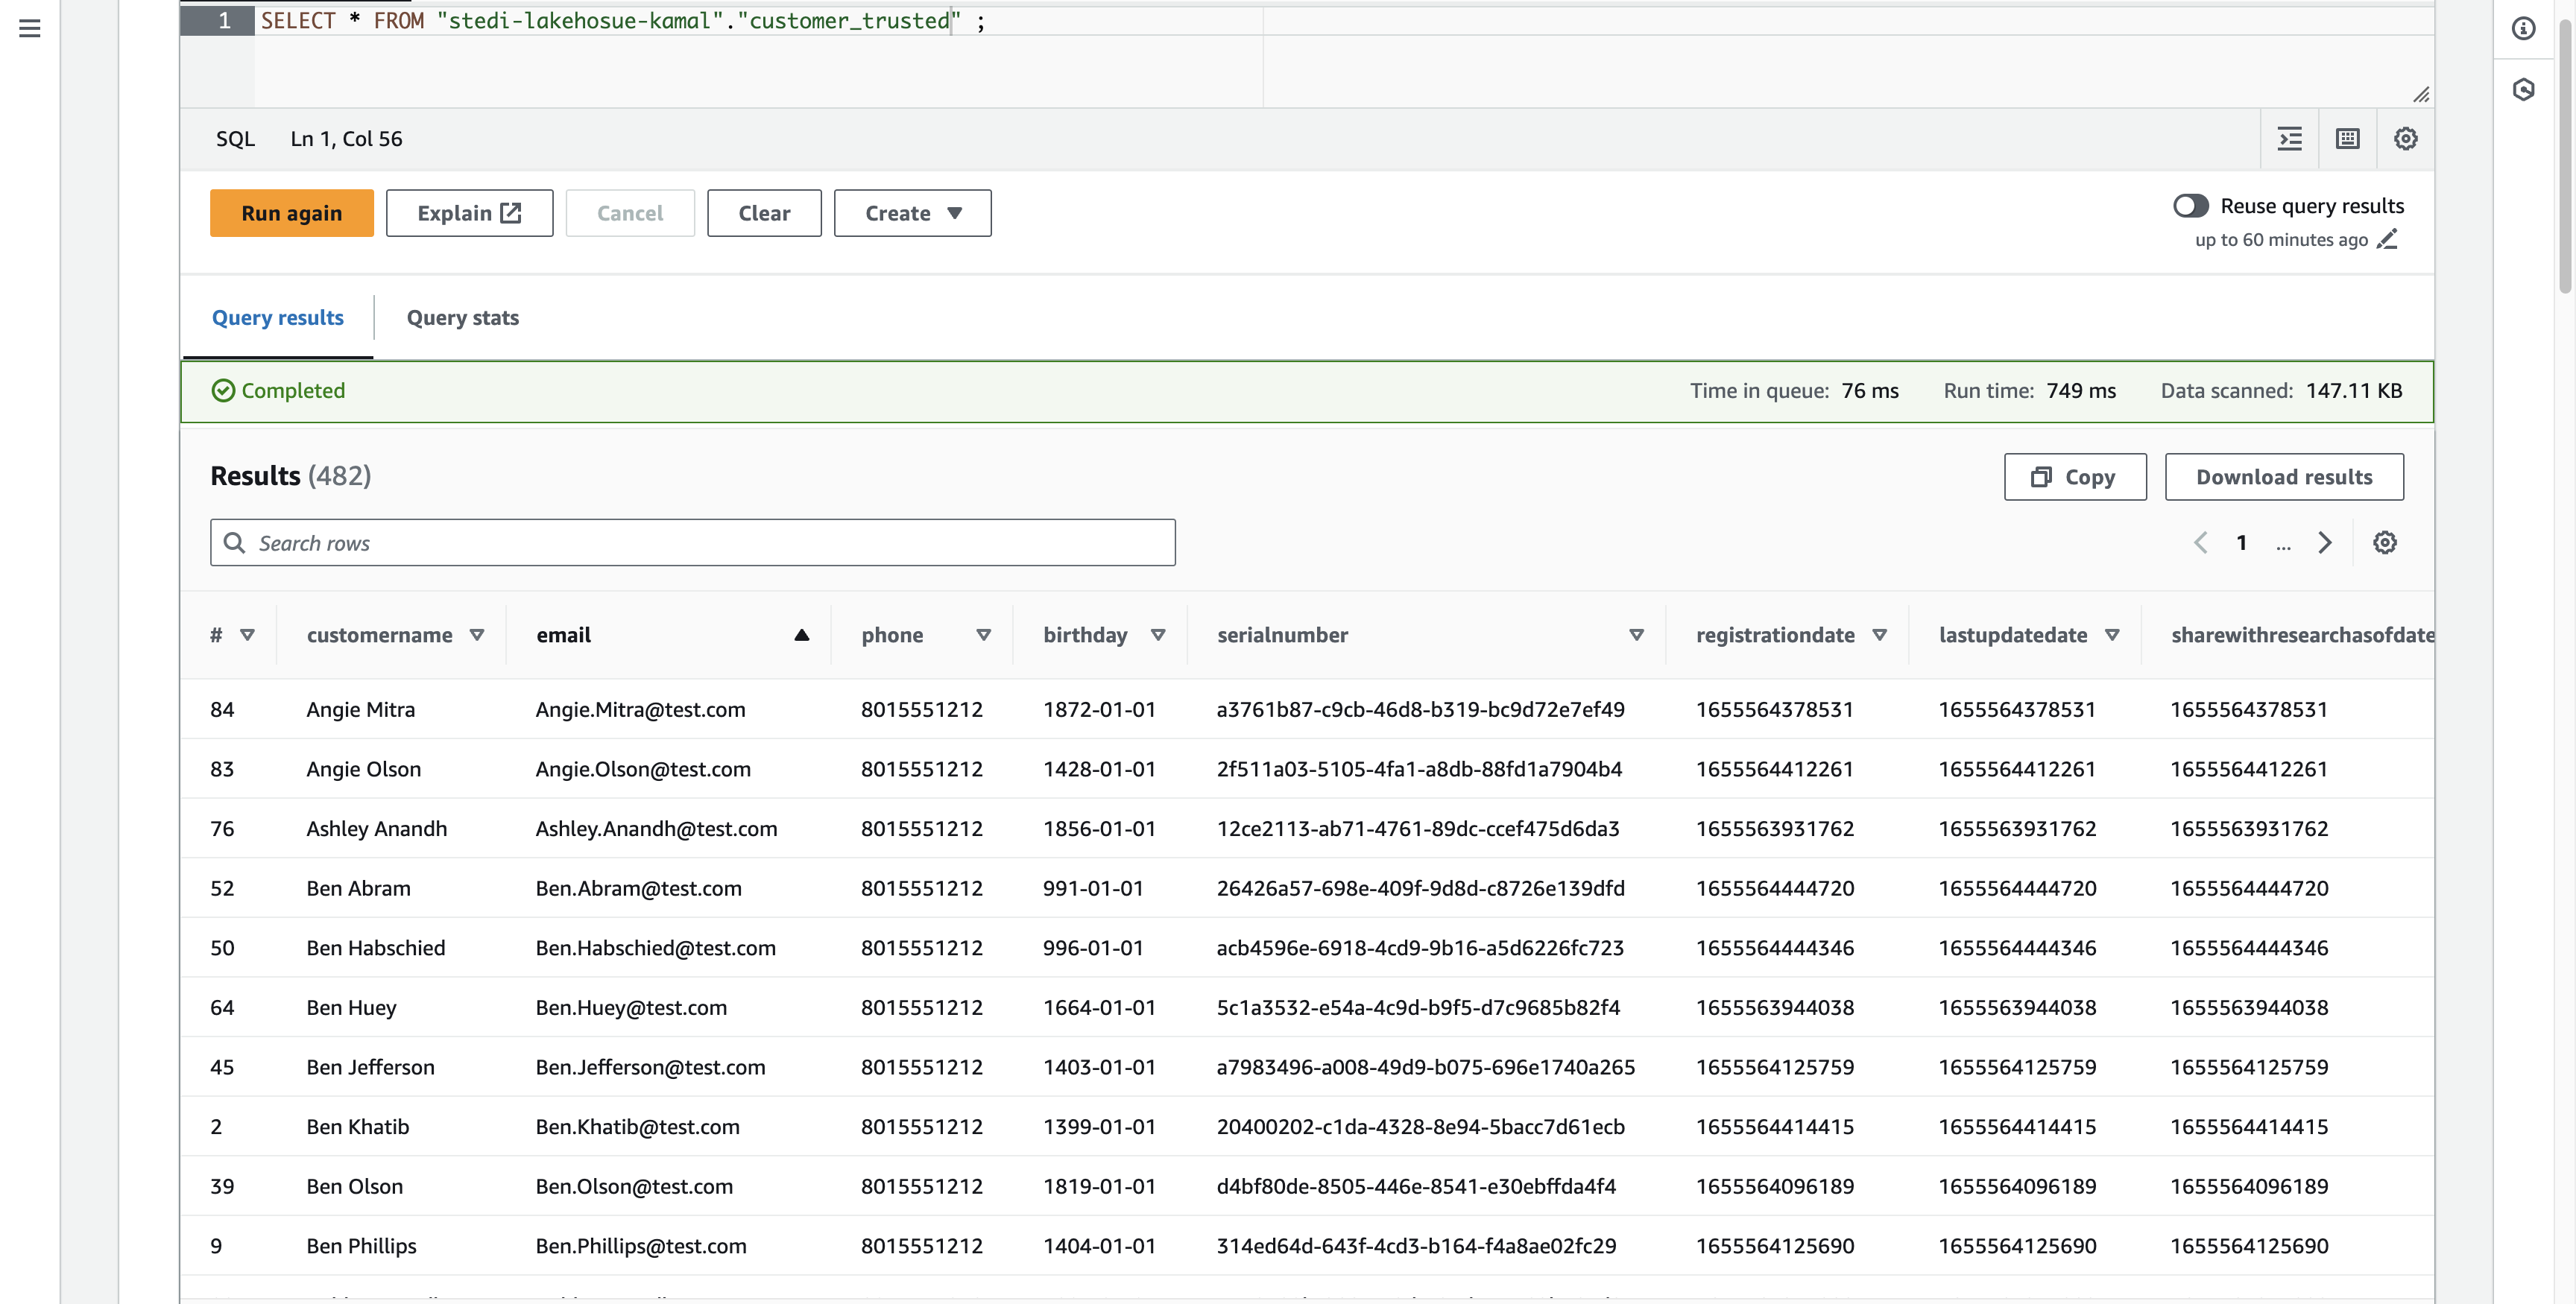 1 SELECT * FROM "stedi-lakehosue-kamal"."customer_trusted" ;
SQL Ln 1, Col 56
Run again Explain Cancel Clear Create Reuse query results
up to 60 minutes ago
Query results Query stats
Completed Time in queue: 76 ms Run time: 749 ms Data scanned: 147.11 KB
Results (482) Copy Download results
Search rows 1 ...
# customername email phone birthday serialnumber registrationdate lastupdatedate sharewithresearchasofdate
84 Angie Mitra Angie.Mitra@test.com 8015551212 1872-01-01 a3761b87-c9cb-46d8-b319-bc9d72e7ef49 1655564378531 1655564378531 1655564378531
83 Angie Olson Angie.Olson@test.com 8015551212 1428-01-01 2f511a03-5105-4fa1-a8db-88fd1a7904b4 1655564412261 1655564412261 1655564412261
76 Ashley Anandh Ashley.Anandh@test.com 8015551212 1856-01-01 12ce2113-ab71-4761-89dc-ccef475d6da3 1655563931762 1655563931762 1655563931762
52 Ben Abram Ben.Abram@test.com 8015551212 991-01-01 26426a57-698e-409f-9d8d-c8726e139dfd 1655564444720 1655564444720 1655564444720
50 Ben Habschied Ben.Habschied@test.com 8015551212 996-01-01 acb4596e-6918-4cd9-9b16-a5d6226fc723 1655564444346 1655564444346 1655564444346
64 Ben Huey Ben.Huey@test.com 8015551212 1664-01-01 5c1a3532-e54a-4c9d-b9f5-d7c9685b82f4 1655563944038 1655563944038 1655563944038
45 Ben Jefferson Ben.Jefferson@test.com 8015551212 1403-01-01 a7983496-a008-49d9-b075-696e1740a265 1655564125759 1655564125759 1655564125759
2 Ben Khatib Ben.Khatib@test.com 8015551212 1399-01-01 20400202-c1da-4328-8e94-5bacc7d61ecb 1655564414415 1655564414415 1655564414415
39 Ben Olson Ben.Olson@test.com 8015551212 1819-01-01 d4bf80de-8505-446e-8541-e30ebffda4f4 1655564096189 1655564096189 1655564096189
9 Ben Phillips Ben.Phillips@test.com 8015551212 1404-01-01 314ed64d-643f-4cd3-b164-f4a8ae02fc29 1655564125690 1655564125690 1655564125690